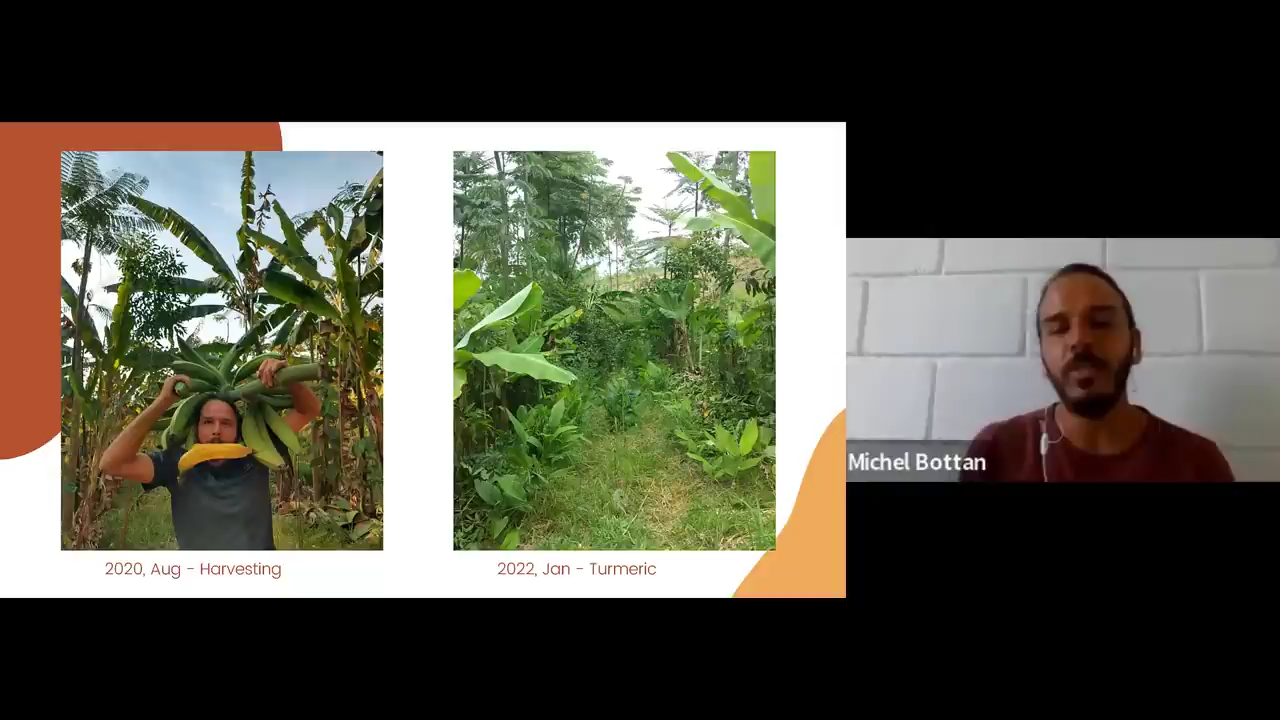 2020, Aug - Harvesting
2022, Jan - Turmeric
Michel Bottan